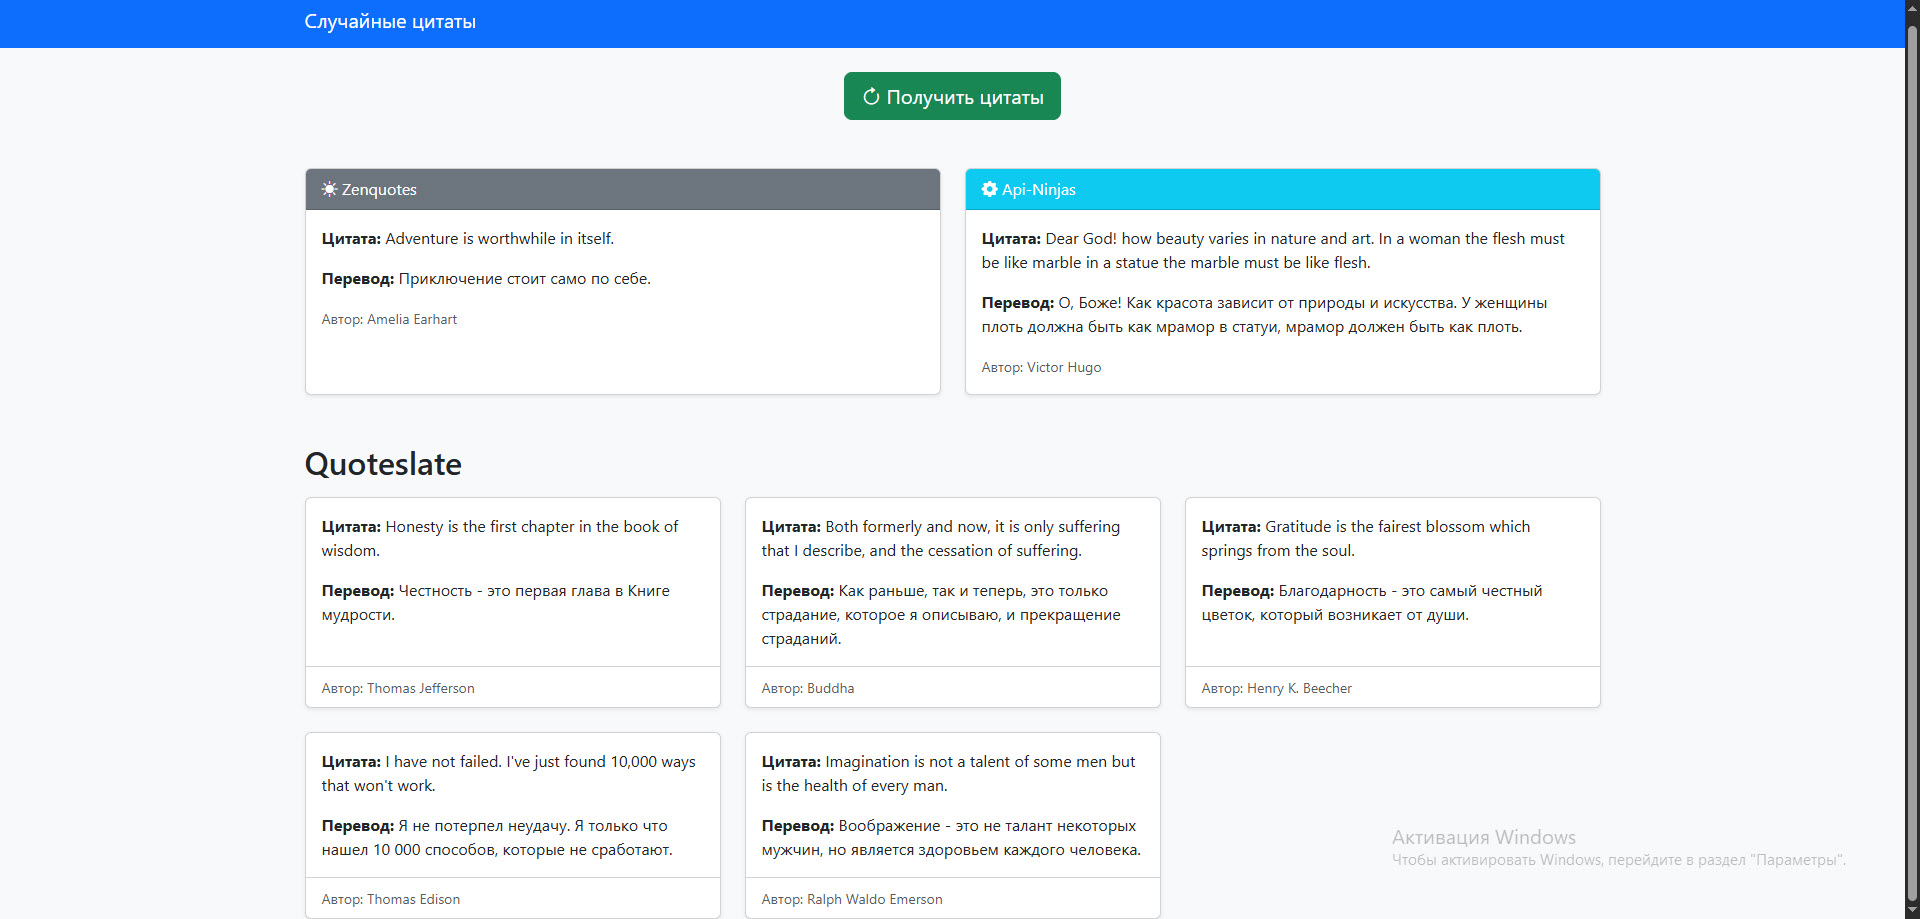 Случайные цитаты
Получить цитаты
Zenquotes
Цитата: Adventure is worthwhile in itself.
Перевод: Приключение стоит само по себе.
Автор: Amelia Earhart
Api-Ninjas
Цитата: Dear God! how beauty varies in nature and art. In a woman the flesh must
be like marble in a statue the marble must be like flesh.
Перевод: О, Боже! Как красота зависит от природы и искусства. У женщины
плоть должна быть как мрамор в статуи, мрамор должен быть как плоть.
Автор: Victor Hugo
Quoteslate
Цитата: Honesty is the first chapter in the book of
wisdom.
Перевод: Честность - это первая глава в Книге
мудрости.
Автор: Thomas Jefferson
Цитата: Both formerly and now, it is only suffering
that I describe, and the cessation of suffering.
Перевод: Как раньше, так и теперь, это только
страдание, которое я описываю, и прекращение
страданий.
Автор: Buddha
Цитата: Gratitude is the fairest blossom which
springs from the soul.
Перевод: Благодарность - это самый честный
цветок, который возникает от души.
Автор: Henry K. Beecher
Цитата: I have not failed. I've just found 10,000 ways
that won't work.
Перевод: Я не потерпел неудачу. Я только что
нашел 10 000 способов, которые не сработают.
Автор: Thomas Edison
Цитата: Imagination is not a talent of some men but
is the health of every man.
Перевод: Воображение - это не талант некоторых
мужчин, но является здоровьем каждого человека.
Автор: Ralph Waldo Emerson
Активация Windows
Чтобы активировать Windows, перейдите в раздел "Параметры".